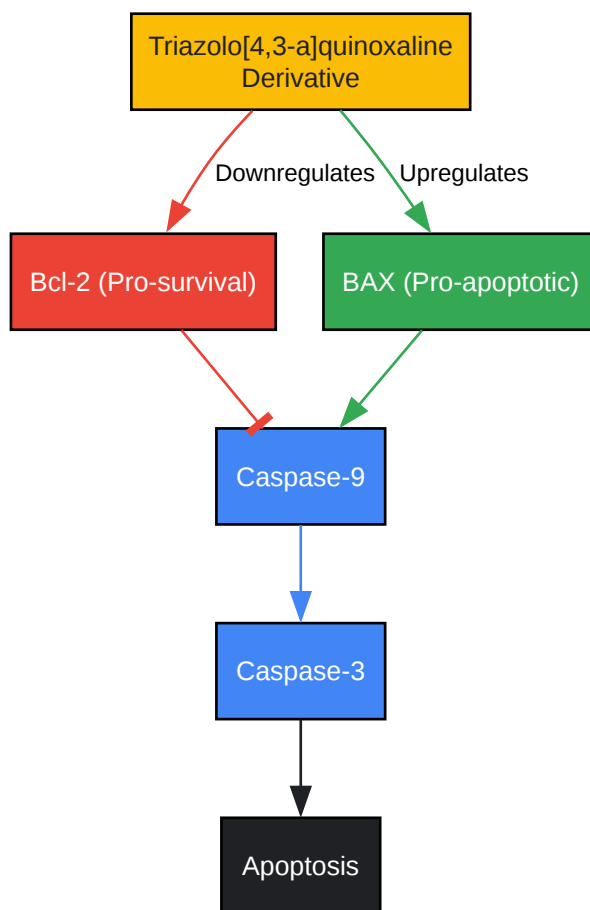 Triazolo[4,3-a]quinoxaline
Derivative
Downregulates
Upregulates
Bcl-2 (Pro-survival)
BAX (Pro-apoptotic)
Caspase-9
Caspase-3
Apoptosis